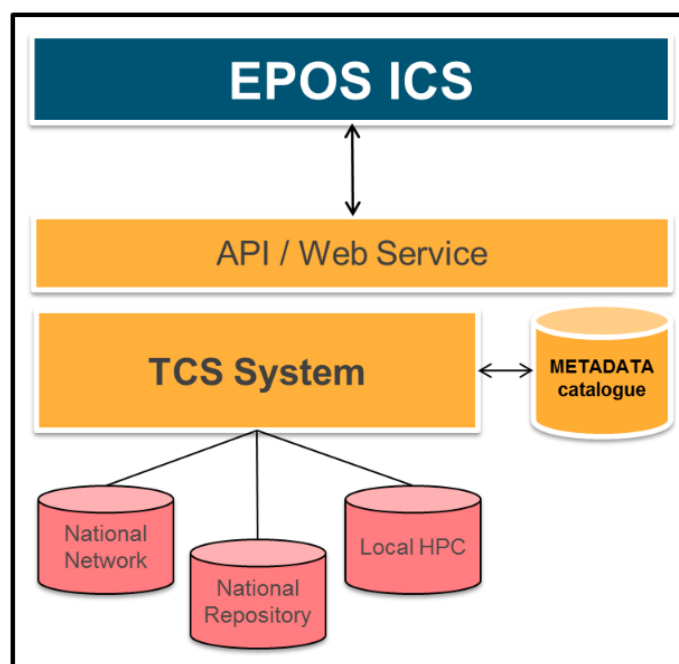 EPOS ICS
API / Web Service
TCS System
METADATA
catalogue
National
Network
Local HPC
National
Repository